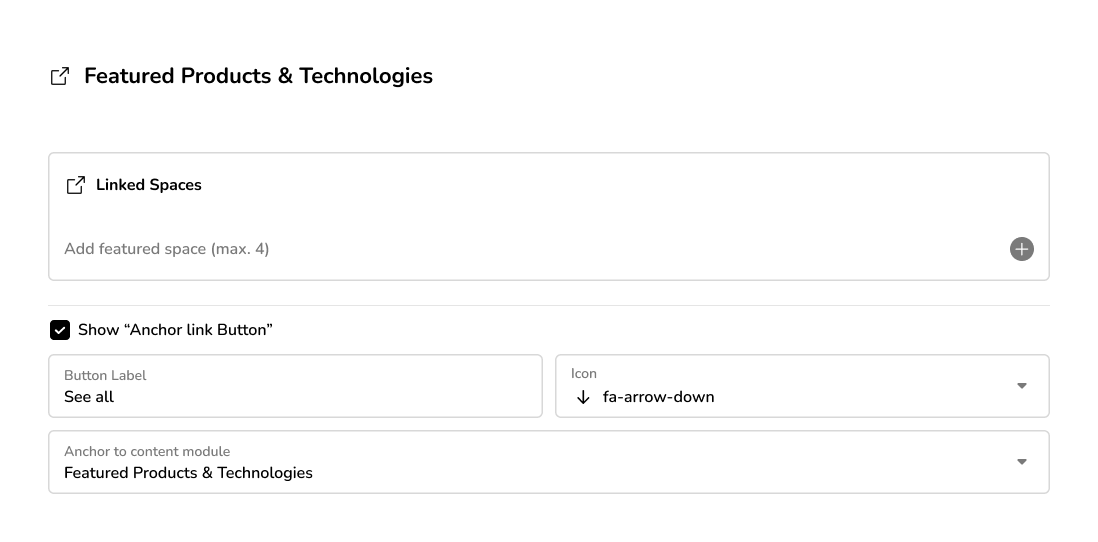 Featured Products & Technologies
Linked Spaces
Add featured space (max. 4)
Show “Anchor link Button”
Button Label
See all
Icon
fa-arrow-down
Anchor to content module
Featured Products & Technologies